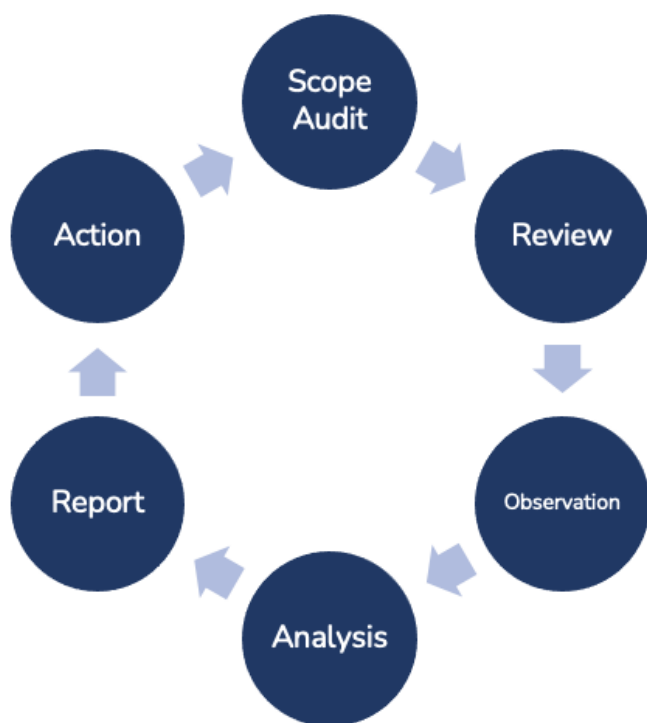 Scope
Audit
Review
Observation
Analysis
Report
Action